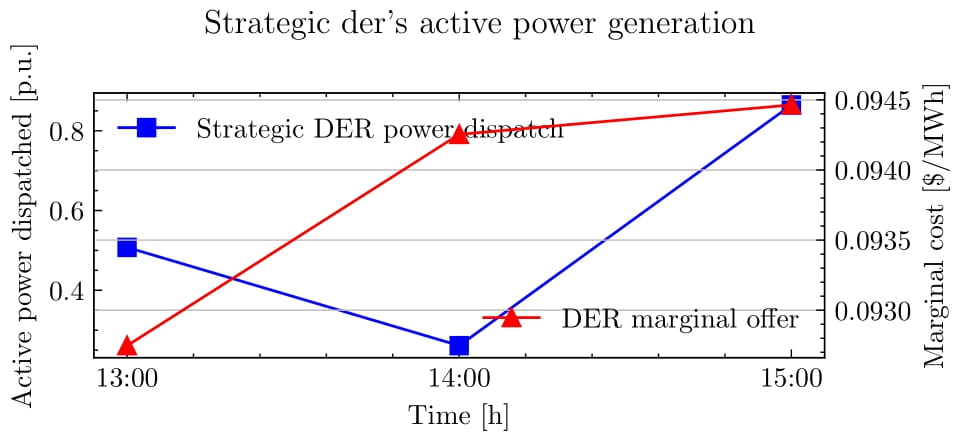 Strategic der's active power generation
Active power dispatched [p.u.]
0.8
0.6
0.4
Strategic DER power dispatch
DER marginal offer
0.0945
0.0940
0.0935
0.0930
Marginal cost [$/MWh)
13:00
14:00
15:00
Time [h]